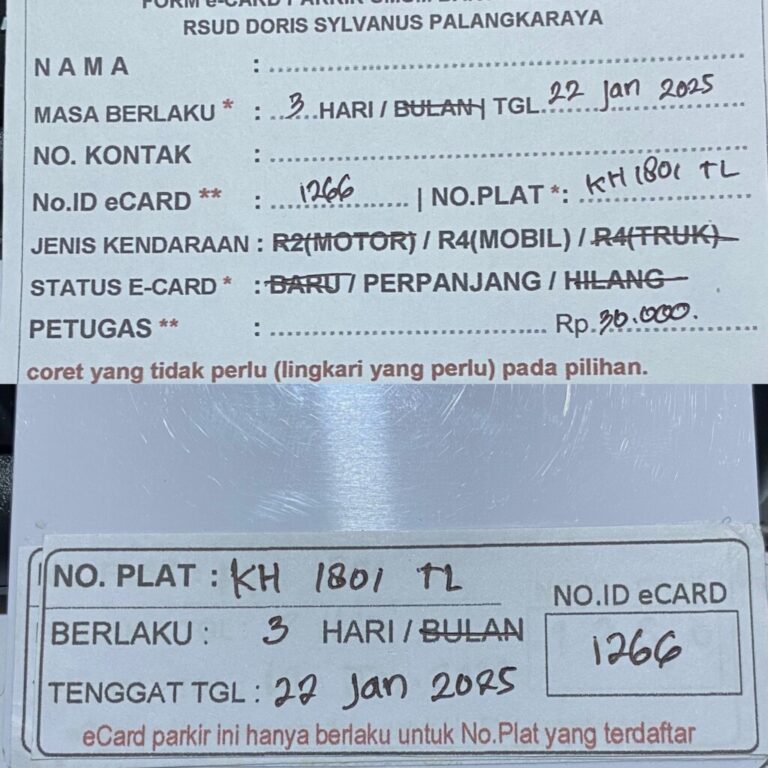 RSUD DORIS SYLVANUS PALANGKARAYA
N A M A :
MASA BERLAKU * : 3 HARI / BULAN | TGL. 22 Jan 2025
NO. KONTAK :
No.ID eCARD ** : 1266 | NO.PLAT *: KH 1801 TL
JENIS KENDARAAN : R2(MOTOR) / R4(MOBIL) / R4(TRUK)
STATUS E-CARD * : BARU / PERPANJANG / HILANG
PETUGAS ** : Rp. 30.000.
coret yang tidak perlu (lingkari yang perlu) pada pilihan.
NO. PLAT : KH 1801 TL
NO.ID eCARD
BERLAKU : 3 HARI / BULAN
1266
TENGGAT TGL : 22 Jan 2025
eCard parkir ini hanya berlaku untuk No.Plat yang terdaftar